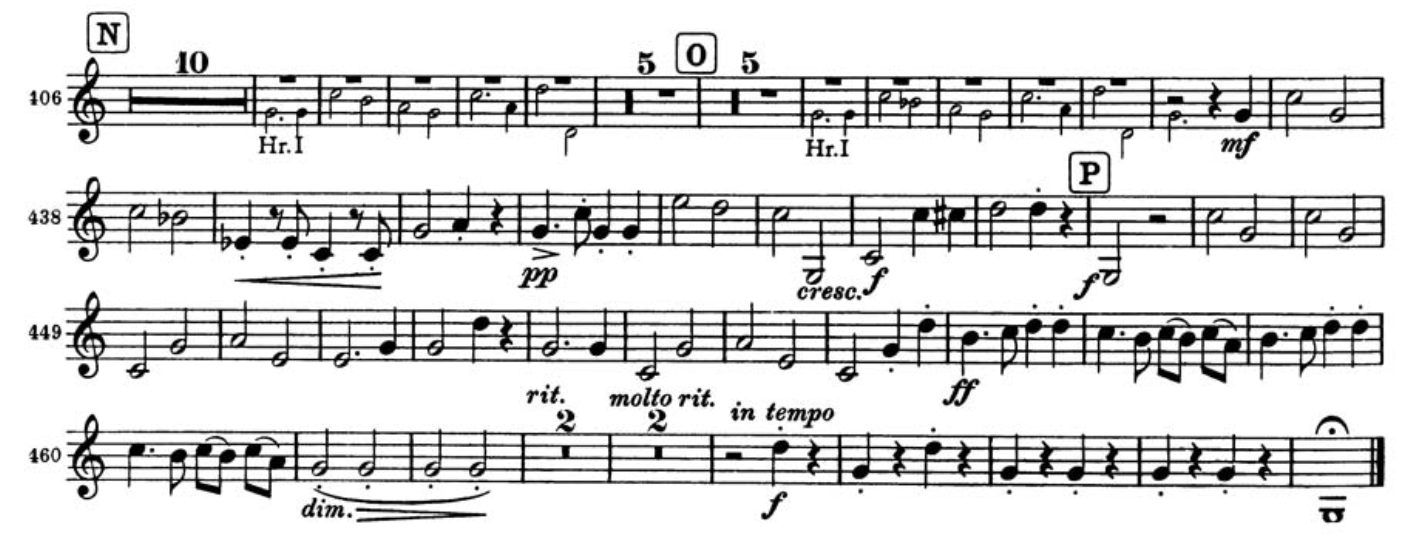 N
10 5 O 5
406
Hr.I Hr.I mf
P
438
pp cresc. f f
449
rit. molto rit. ff
2 2 in tempo
460
dim. f